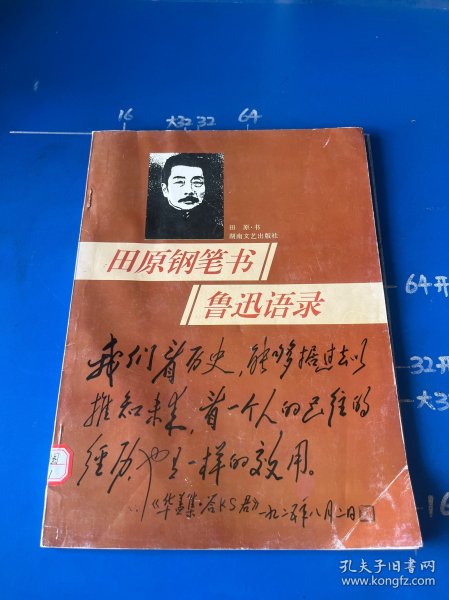 16 大32 32 64
田 原·书
湖南文艺出版社
田原钢笔书
鲁迅语录
64开
32开
大3
16
我们看历史，能够据过去以
推知未来，看一个人的已往的
经历，也是一样的效用。
《华盖集·答KS君》一九二五年八月二日
孔夫子旧书网
www.kongfz.com